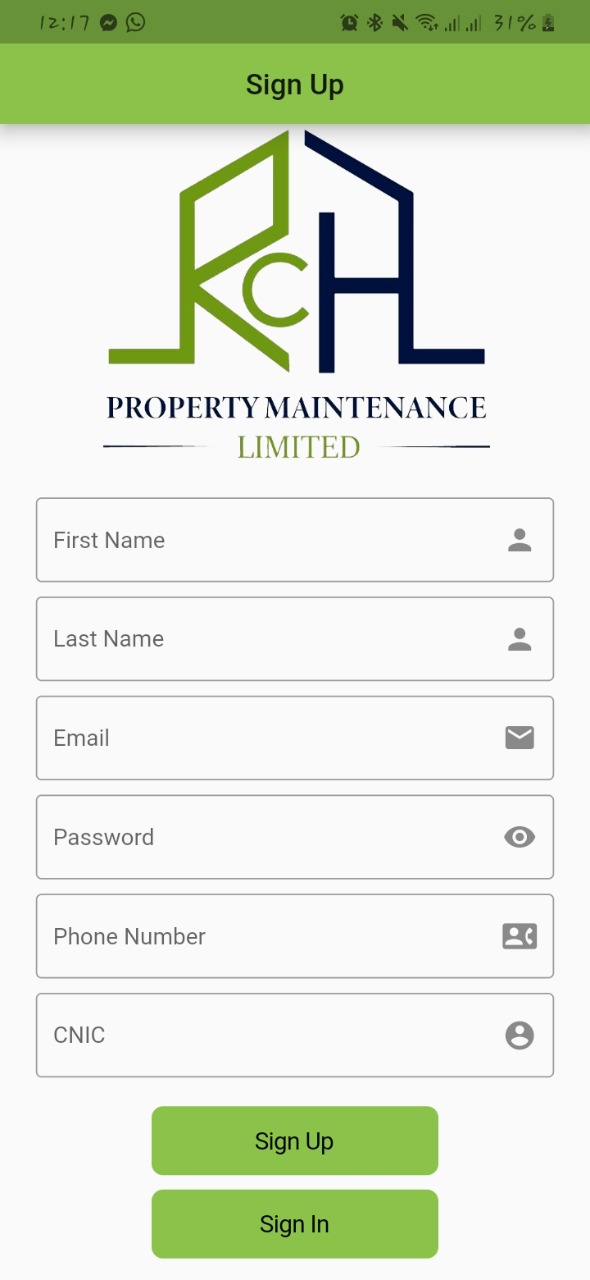 12:17 31%
Sign Up
RCH
PROPERTY MAINTENANCE
LIMITED
First Name
Last Name
Email
Password
Phone Number
CNIC
Sign Up
Sign In